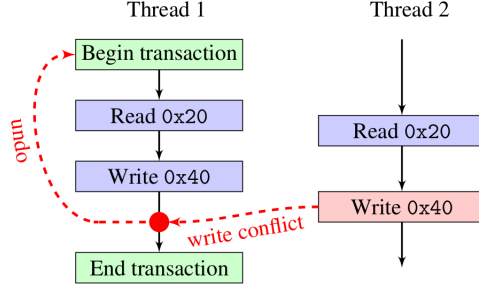 Thread 1
Thread 2
Begin transaction
Read 0x20
Read 0x20
undo
Write 0x40
Write 0x40
write conflict
End transaction